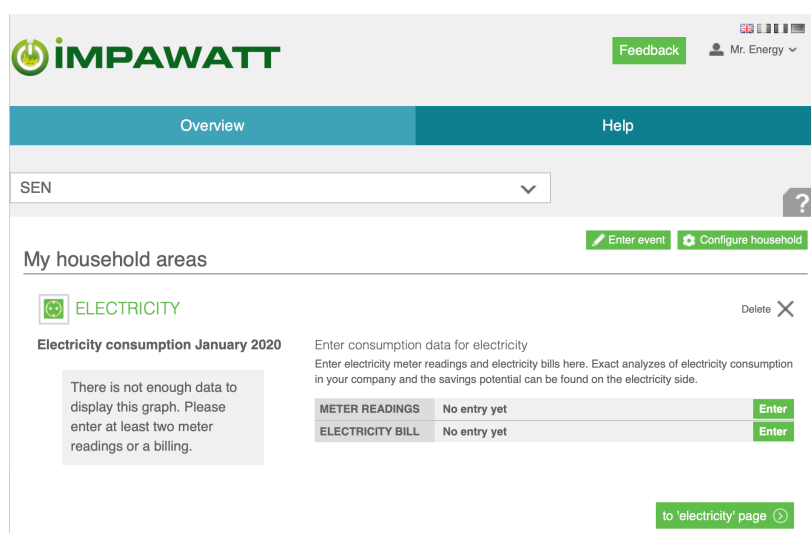 iMPAWATT
Feedback
Mr. Energy
Overview
Help
SEN
?
Enter event
Configure household
My household areas
ELECTRICITY
Delete
Electricity consumption January 2020
There is not enough data to
display this graph. Please
enter at least two meter
readings or a billing.
Enter consumption data for electricity
Enter electricity meter readings and electricity bills here. Exact analyzes of electricity consumption
in your company and the savings potential can be found on the electricity side.
METER READINGS No entry yet Enter
ELECTRICITY BILL No entry yet Enter
to 'electricity' page